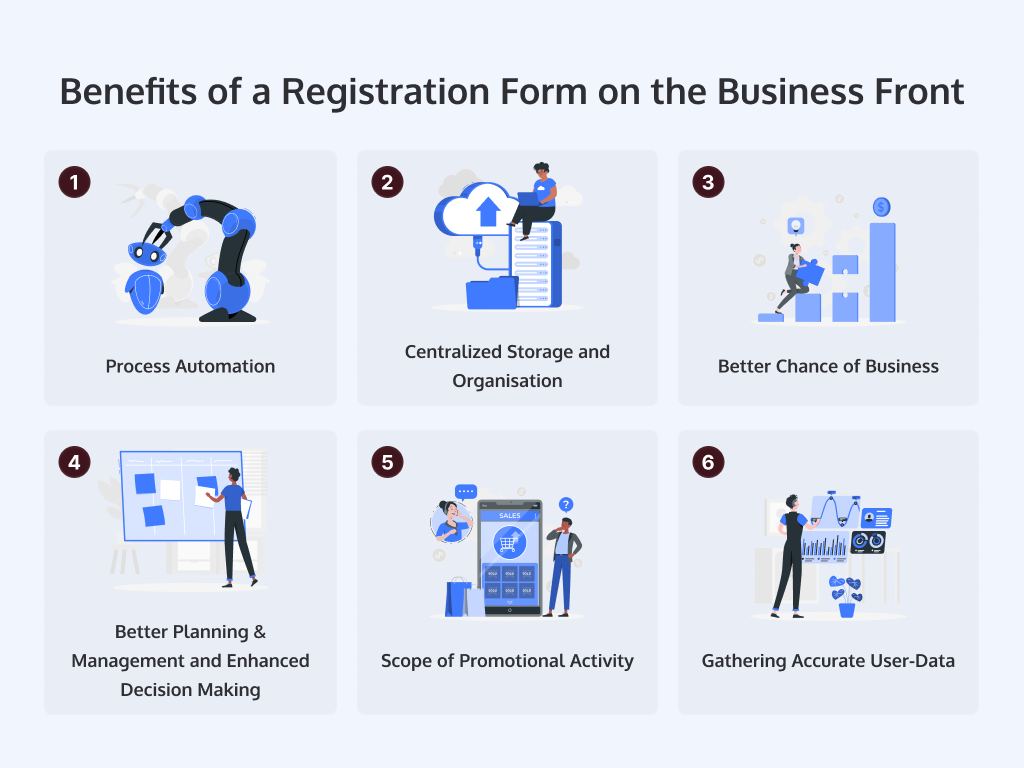 Benefits of a Registration Form on the Business Front
1
Process Automation
2
Centralized Storage and
Organisation
3
$
Better Chance of Business
4
Better Planning &
Management and Enhanced
Decision Making
5
SALES
?
Scope of Promotional Activity
6
Gathering Accurate User-Data